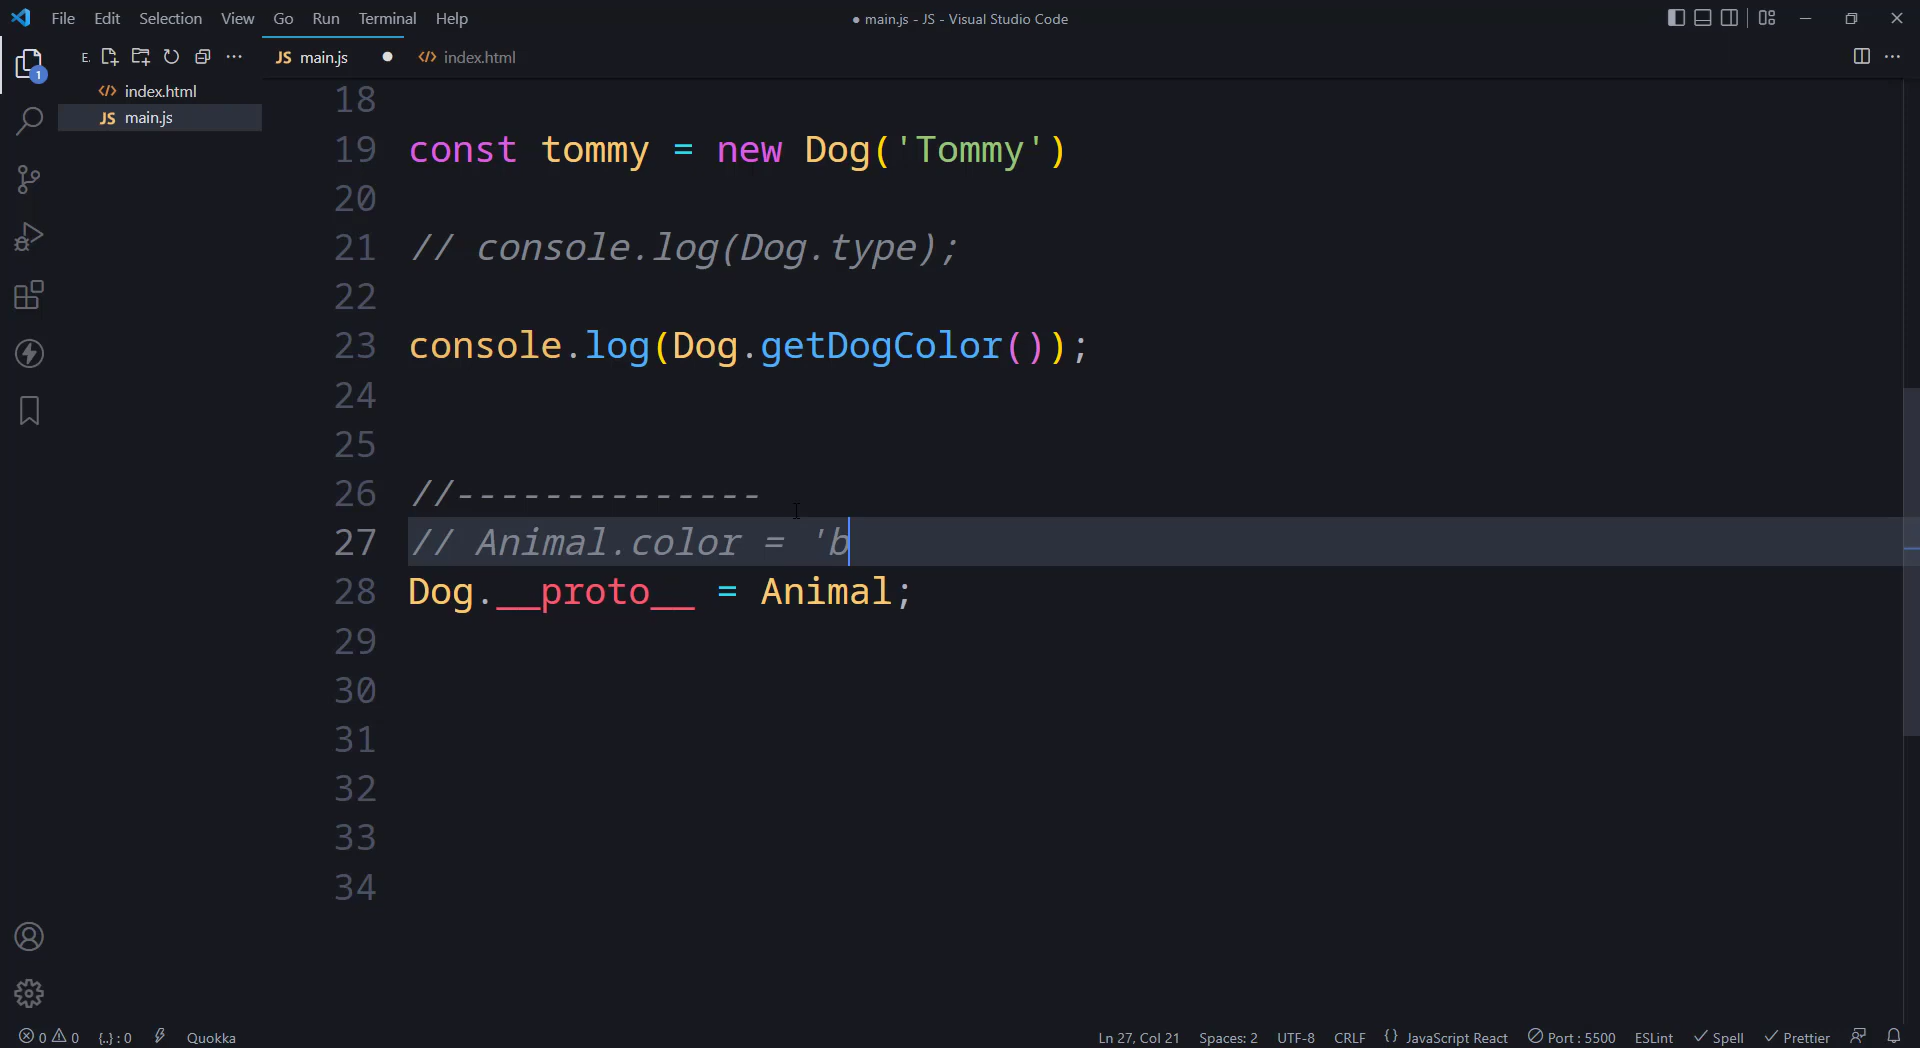 File Edit Selection View Go Run Terminal Help
● main.js - JS - Visual Studio Code
E.
JS main.js ●
</> index.html
</> index.html
JS main.js
1
18
19 const tommy = new Dog('Tommy')
20
21 // console.log(Dog.type);
22
23 console.log(Dog.getDogColor());
24
25
26 //--------------
27 // Animal.color = 'b
28 Dog.__proto__ = Animal;
29
30
31
32
33
34
0 0 {..} : 0 Quokka Ln 27, Col 21 Spaces: 2 UTF-8 CRLF {} JavaScript React Port : 5500 ESLint ✓ Spell ✓ Prettier